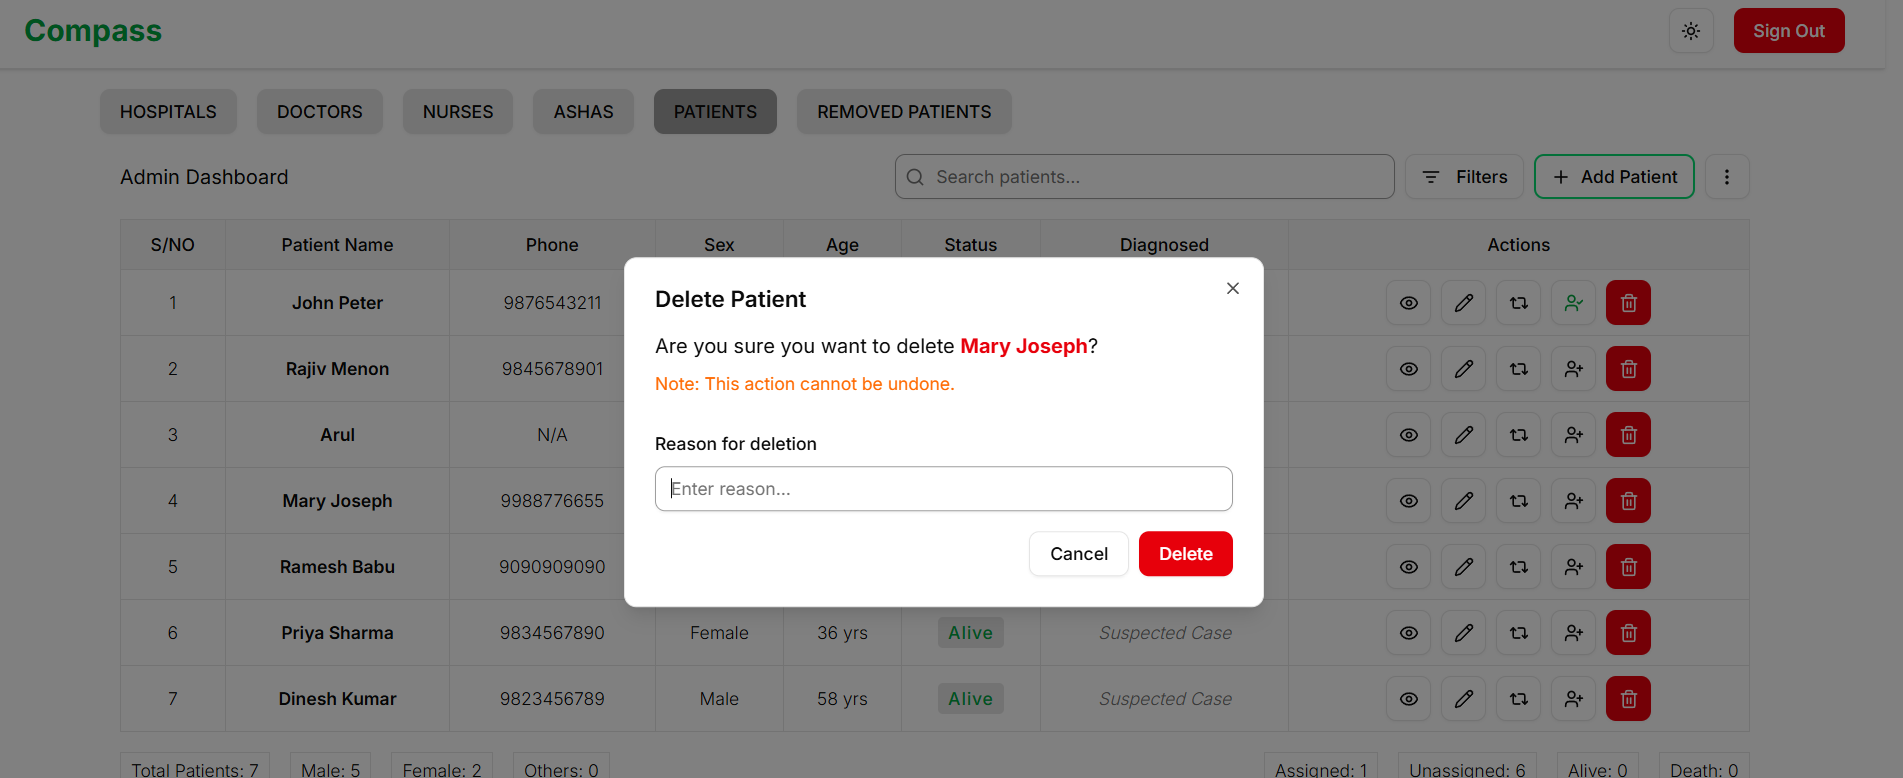 Compass
Sign Out
HOSPITALS DOCTORS NURSES ASHAS PATIENTS REMOVED PATIENTS
Admin Dashboard
Search patients...
Filters
Add Patient
S/NO Patient Name Phone Sex Age Status Diagnosed Actions
1 John Peter 9876543211
2 Rajiv Menon 9845678901
3 Arul N/A
4 Mary Joseph 9988776655
5 Ramesh Babu 9090909090
6 Priya Sharma 9834567890 Female 36 yrs Alive Suspected Case
7 Dinesh Kumar 9823456789 Male 58 yrs Alive Suspected Case
Delete Patient
Are you sure you want to delete Mary Joseph?
Note: This action cannot be undone.
Reason for deletion
Enter reason...
Cancel Delete
Total Patients: 7 Male: 5 Female: 2 Others: 0 Assigned: 1 Unassigned: 6 Alive: 0 Death: 0